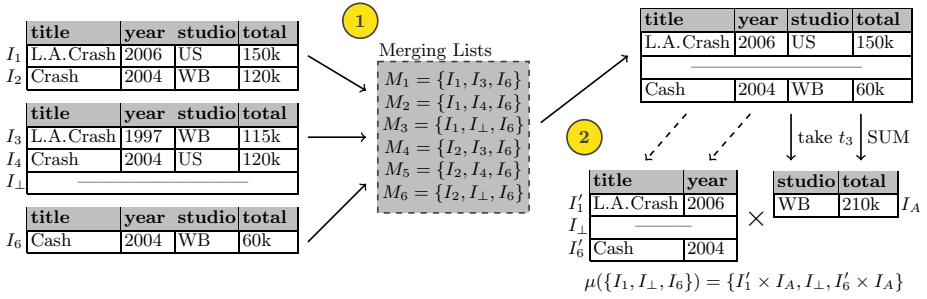 1
title year studio total
I₁ L.A.Crash 2006 US 150k
I₂ Crash 2004 WB 120k
title year studio total
I₃ L.A.Crash 1997 WB 115k
I₄ Crash 2004 US 120k
I⊥
title year studio total
I₆ Cash 2004 WB 60k
Merging Lists
M₁ = {I₁, I₃, I₆}
M₂ = {I₁, I₄, I₆}
M₃ = {I₁, I⊥, I₆}
M₄ = {I₂, I₃, I₆}
M₅ = {I₂, I₄, I₆}
M₆ = {I₂, I⊥, I₆}
title year studio total
L.A.Crash 2006 US 150k
Cash 2004 WB 60k
2
take t₃ SUM
title year
I′₁ L.A.Crash 2006
I⊥
I′₆ Cash 2004
×
studio total
WB 210k I_A
μ({I₁, I⊥, I₆}) = {I′₁ × I_A, I⊥, I′₆ × I_A}